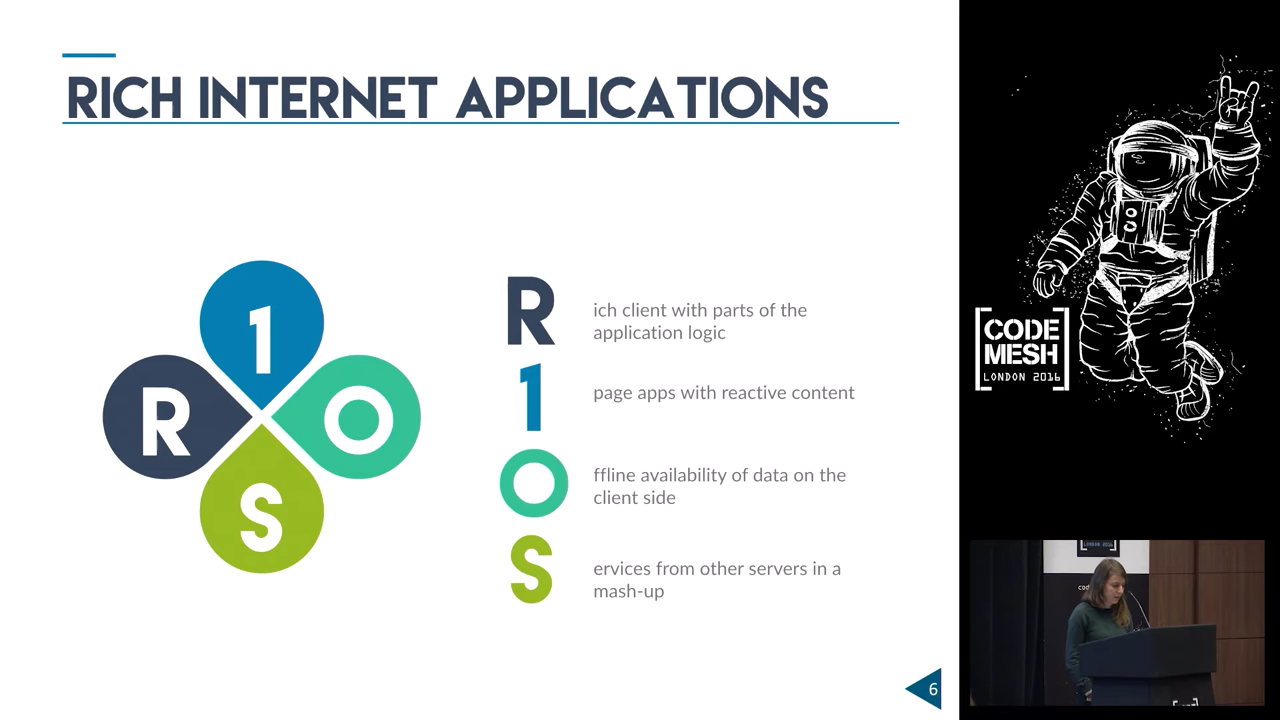 RICH INTERNET APPLICATIONS
1
R
O
S
R
ich client with parts of the
application logic
1
page apps with reactive content
O
ffline availability of data on the
client side
S
ervices from other servers in a
mash-up
6
CODE
MESH
LONDON 2016